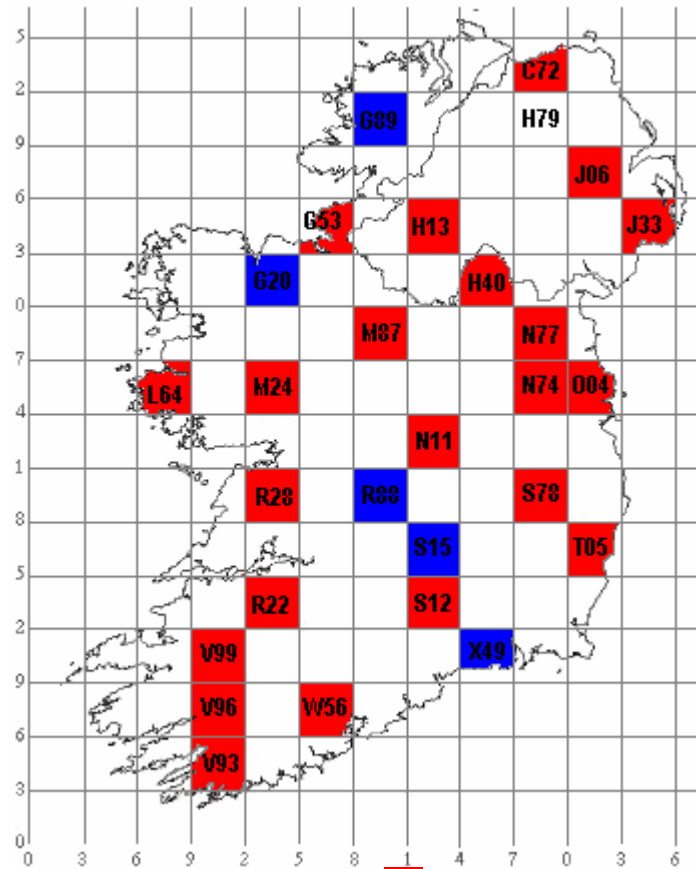 5
C72
2
G89 H79
9
J06
6
G53 H13 J33
3
G20 H40
0
M87 N77
7
L64 M24 N74 O04
4
N11
1
R28 R88 S78
8
S15 T05
5
R22 S12
2
V99 X49
9
V96 W56
6
V93
3
0
0 3 6 9 2 5 8 1 4 7 0 3 6